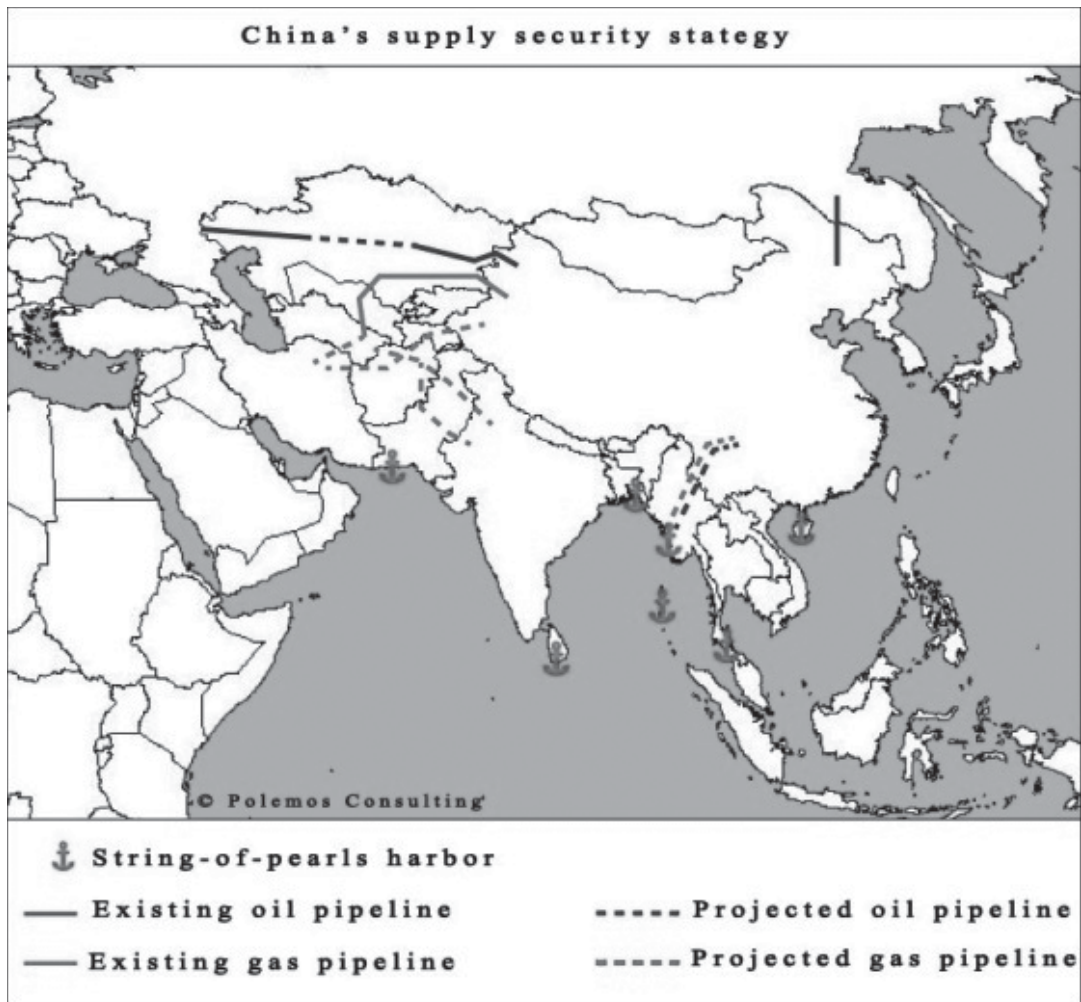 China's supply security stategy
© Polemos Consulting
String-of-pearls harbor
Existing oil pipeline
Projected oil pipeline
Existing gas pipeline
Projected gas pipeline